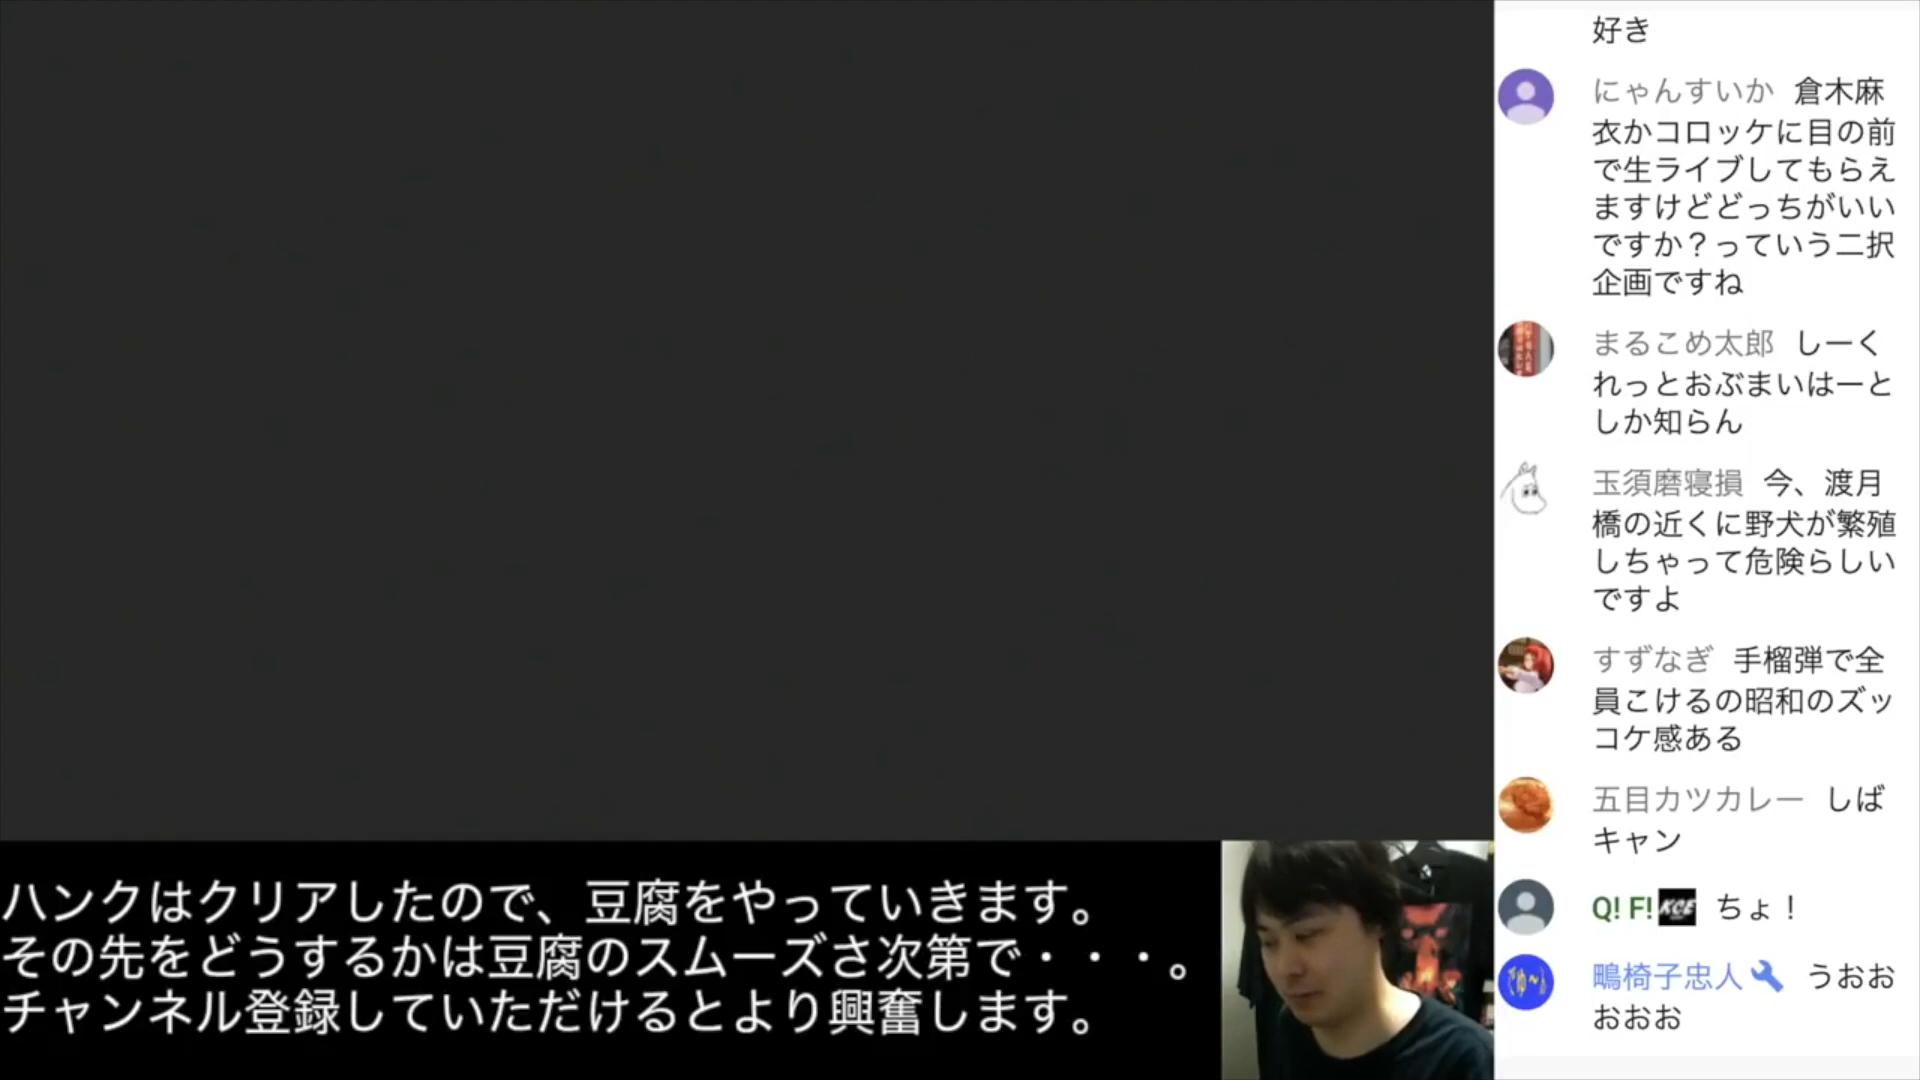 ハンクはクリアしたので、豆腐をやっていきます。
その先をどうするかは豆腐のスムーズさ次第で・・・。
チャンネル登録していただけるとより興奮します。
好き
にゃんすいか 倉木麻
衣かコロッケに目の前
で生ライブしてもらえ
ますけどどっちがいい
ですか？っていう二択
企画ですね
まるこめ太郎 しーく
れっとおぶまいはーと
しか知らん
玉須磨寝損 今、渡月
橋の近くに野犬が繁殖
しちゃって危険らしい
ですよ
すずなぎ 手榴弾で全
員こけるの昭和のズッ
コケ感ある
五目カツカレー しば
キャン
Q! F! KCE ちょ！
鴫椅子忠人 うおお
おおお